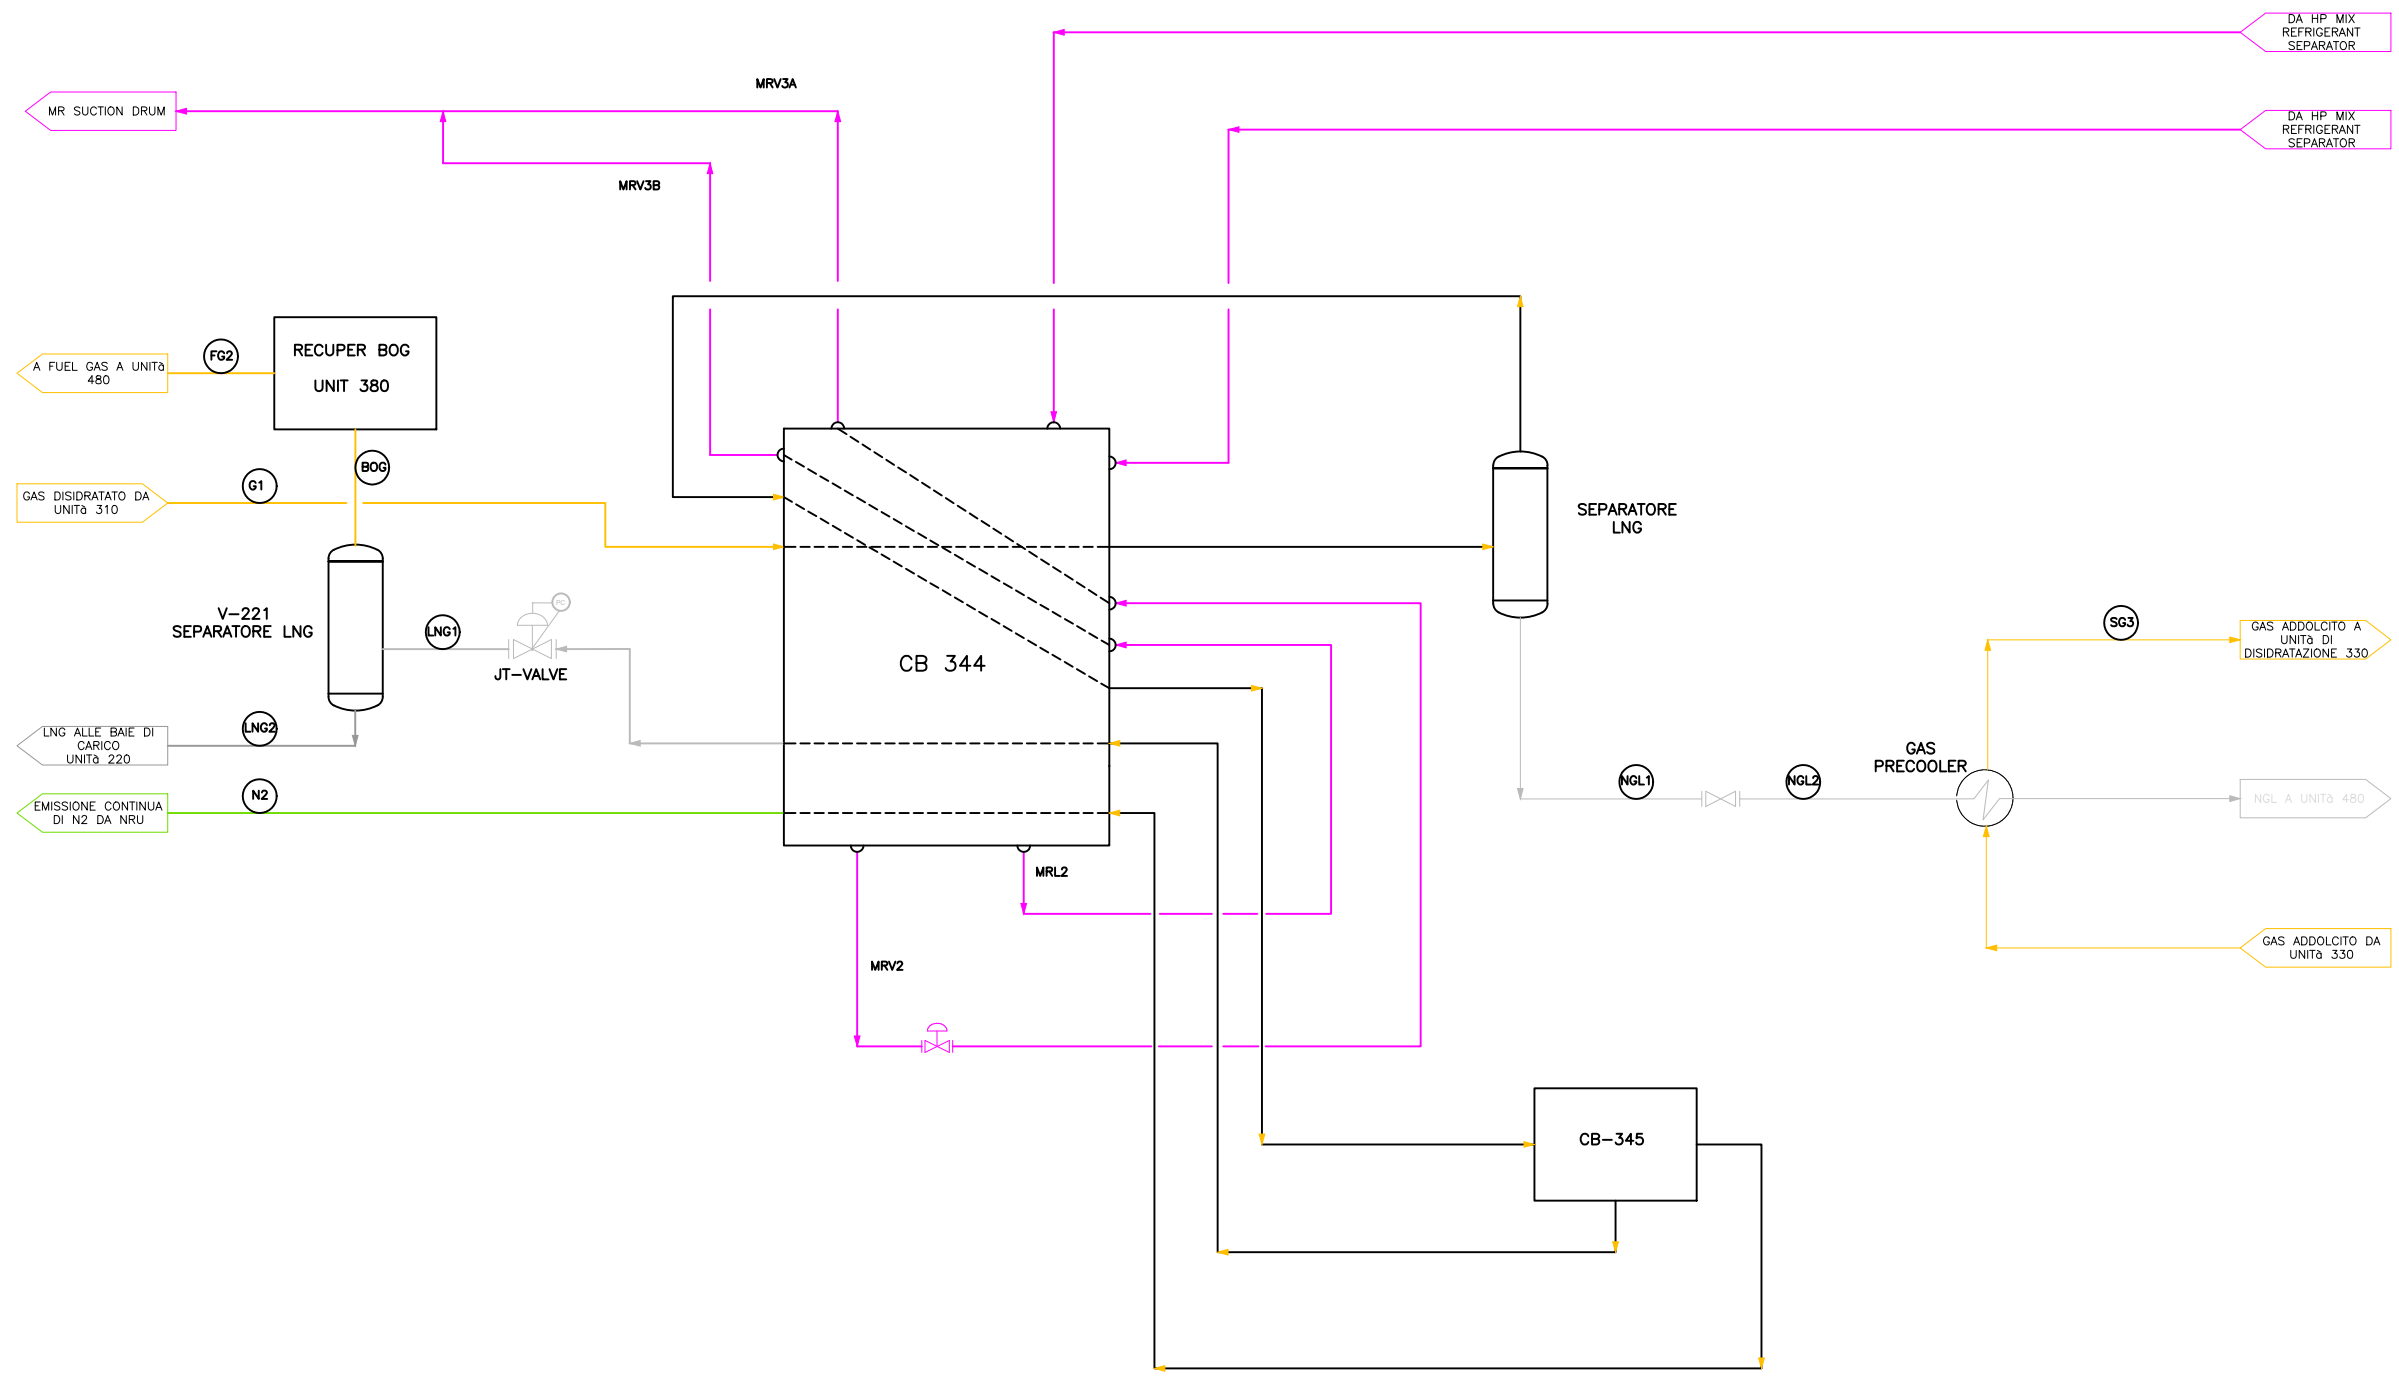 DA HP MIX
REFRIGERANT
SEPARATOR
MRV3A
MR SUCTION DRUM
DA HP MIX
REFRIGERANT
SEPARATOR
MRV3B
RECUPER BOG
UNIT 380
FG2
A FUEL GAS A UNITà
480
BOG
G1
GAS DISIDRATATO DA
UNITà 310
SEPARATORE
LNG
PC
V-221
SEPARATORE LNG
LNG1
JT-VALVE
CB 344
SG3
GAS ADDOLCITO A
UNITà DI
DISIDRATAZIONE 330
LNG2
LNG ALLE BAIE DI
CARICO
UNITà 220
GAS
PRECOOLER
NGL1
NGL2
NGL A UNITà 480
N2
EMISSIONE CONTINUA
DI N2 DA NRU
MRL2
GAS ADDOLCITO DA
UNITà 330
MRV2
CB-345